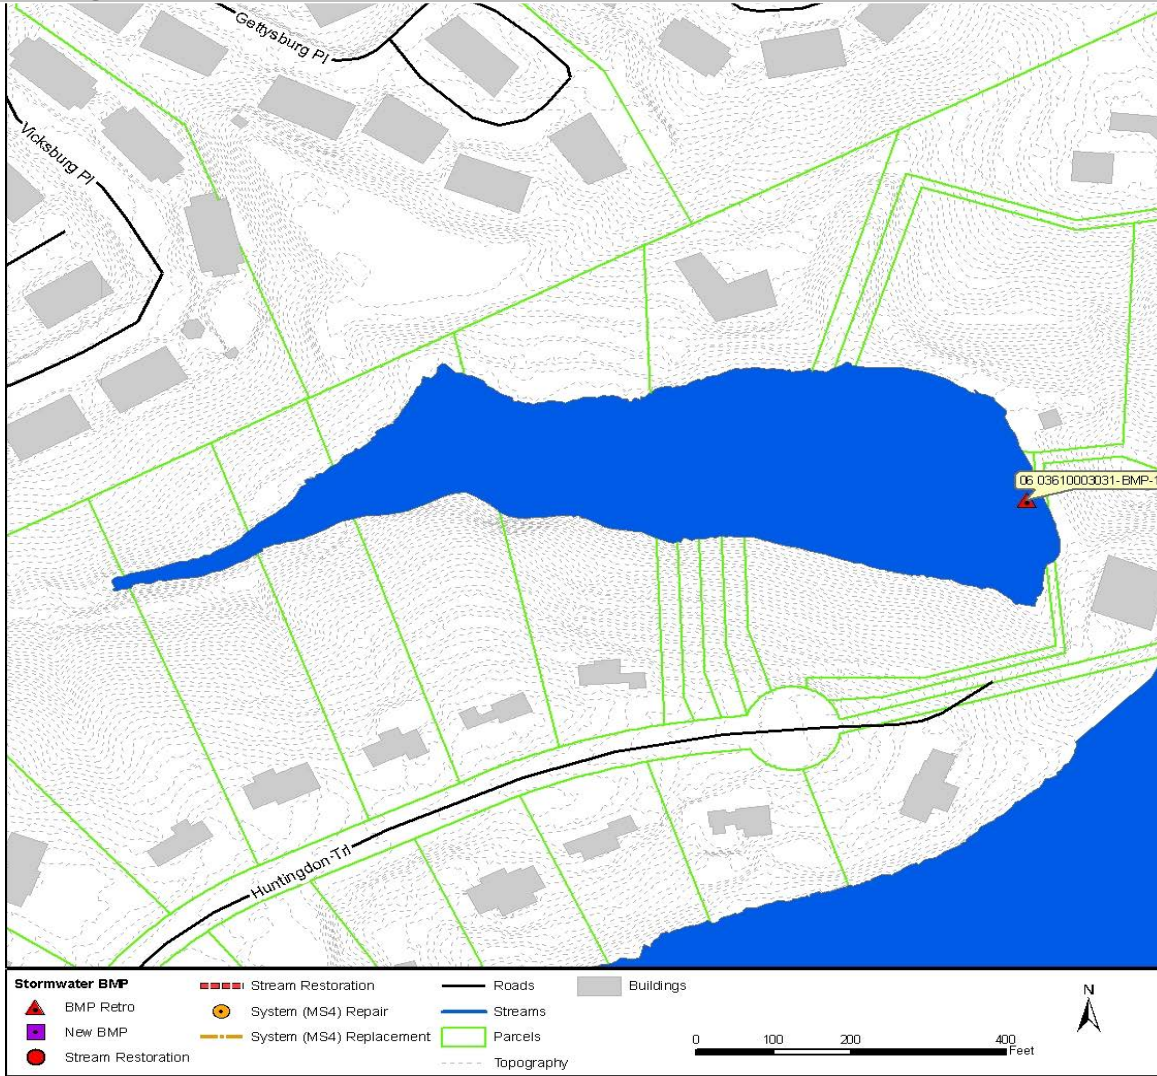 Gettysburg Pl
Vicksburg Pl
06 03610003031-BMP-1
Huntingdon-Trl
Stormwater BMP
BMP Retro
New BMP
Stream Restoration
Stream Restoration
System (MS4) Repair
System (MS4) Replacement
Roads
Streams
Parcels
Topography
Buildings
0 100 200 400
Feet
N